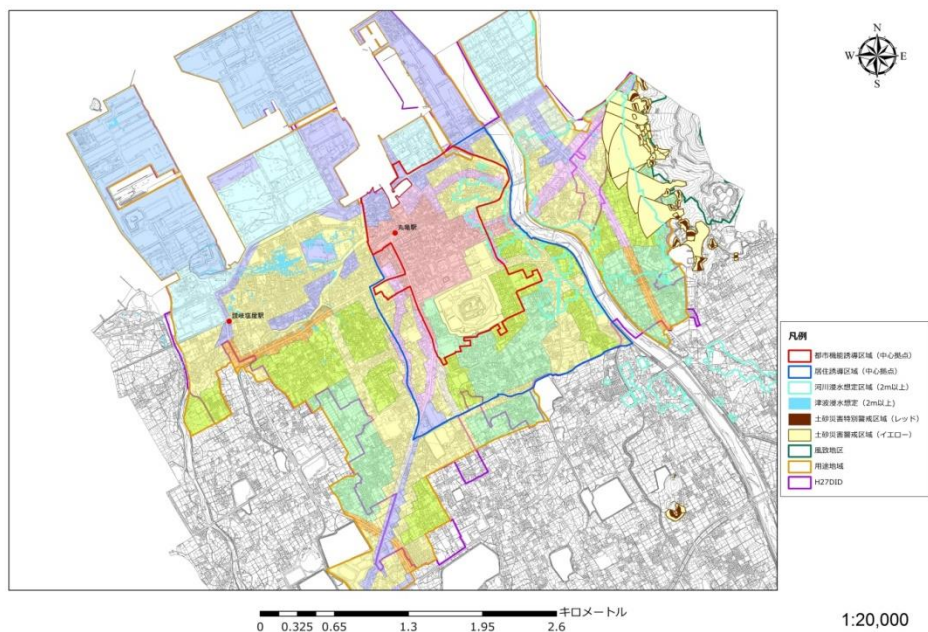 N
W E
S
丸亀駅
讃岐塩屋駅
凡例
都市機能誘導区域(中心拠点)
居住誘導区域(中心拠点)
河川浸水想定区域(2m以上)
津波浸水想定(2m以上)
土砂災害特別警戒区域(レッド)
土砂災害警戒区域(イエロー)
風致地区
用途地域
H27DID
キロメートル
0 0.325 0.65 1.3 1.95 2.6
1:20,000